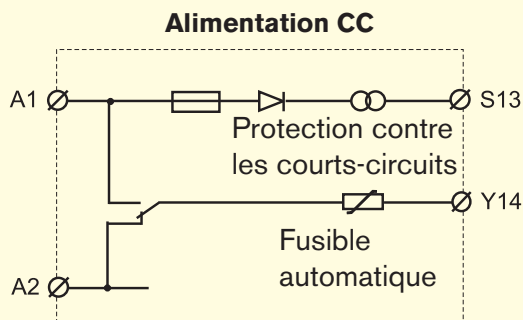 Alimentation CC
A1
S13
Protection contre
les courts-circuits
Y14
Fusible
automatique
A2